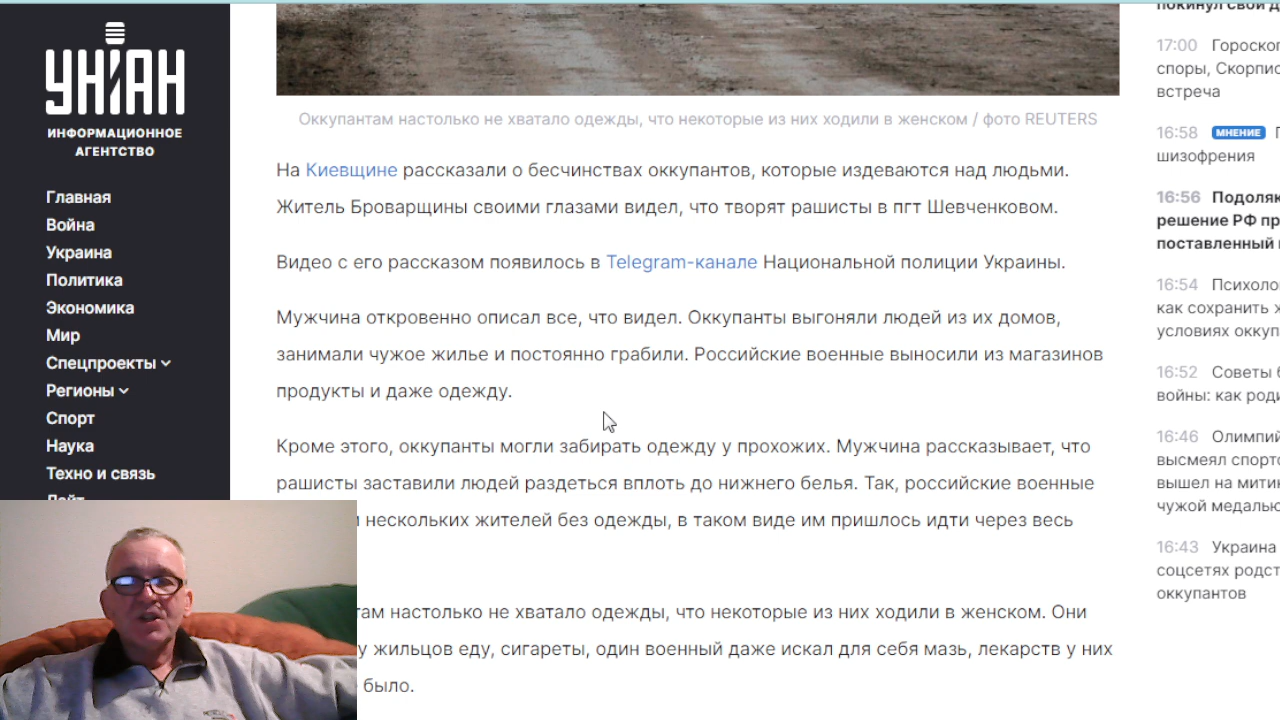 УНІАН
ИНФОРМАЦИОННОЕ
АГЕНТСТВО
Главная
Война
Украина
Политика
Экономика
Мир
Спецпроекты
Регионы
Спорт
Наука
Техно и связь
Оккупантам настолько не хватало одежды, что некоторые из них ходили в женском / фото REUTERS
На Киевщине рассказали о бесчинствах оккупантов, которые издеваются над людьми.
Житель Броварщины своими глазами видел, что творят рашисты в пгт Шевченковом.
Видео с его рассказом появилось в Telegram-канале Национальной полиции Украины.
Мужчина откровенно описал все, что видел. Оккупанты выгоняли людей из их домов,
занимали чужое жилье и постоянно грабили. Российские военные выносили из магазинов
продукты и даже одежду.
Кроме этого, оккупанты могли забирать одежду у прохожих. Мужчина рассказывает, что
рашисты заставили людей раздеться вплоть до нижнего белья. Так, российские военные
нескольких жителей без одежды, в таком виде им пришлось идти через весь
там настолько не хватало одежды, что некоторые из них ходили в женском. Они
у жильцов еду, сигареты, один военный даже искал для себя мазь, лекарств у них
было.
покинул свой д
17:00 Гороскоп
споры, Скорпис
встреча
16:58 МНЕНИЕ
шизофрения
16:56 Подоляк
решение РФ пр
поставленный
16:54 Психоло
как сохранить ж
условиях оккуп
16:52 Советы б
войны: как роди
16:46 Олимпий
высмеял спортс
вышел на митин
чужой медалью
16:43 Украина
соцсетях родст
оккупантов